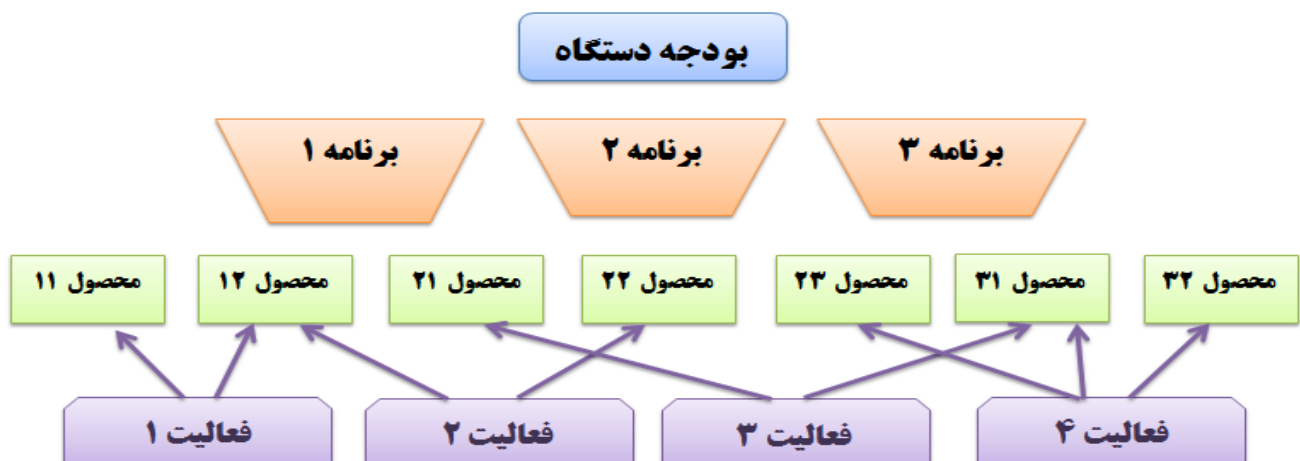 بودجه دستگاه
برنامه ۱
برنامه ۲
برنامه ۳
محصول ۱۱
محصول ۱۲
محصول ۲۱
محصول ۲۲
محصول ۲۳
محصول ۳۱
محصول ۳۲
فعالیت ۱
فعالیت ۲
فعالیت ۳
فعالیت ۴